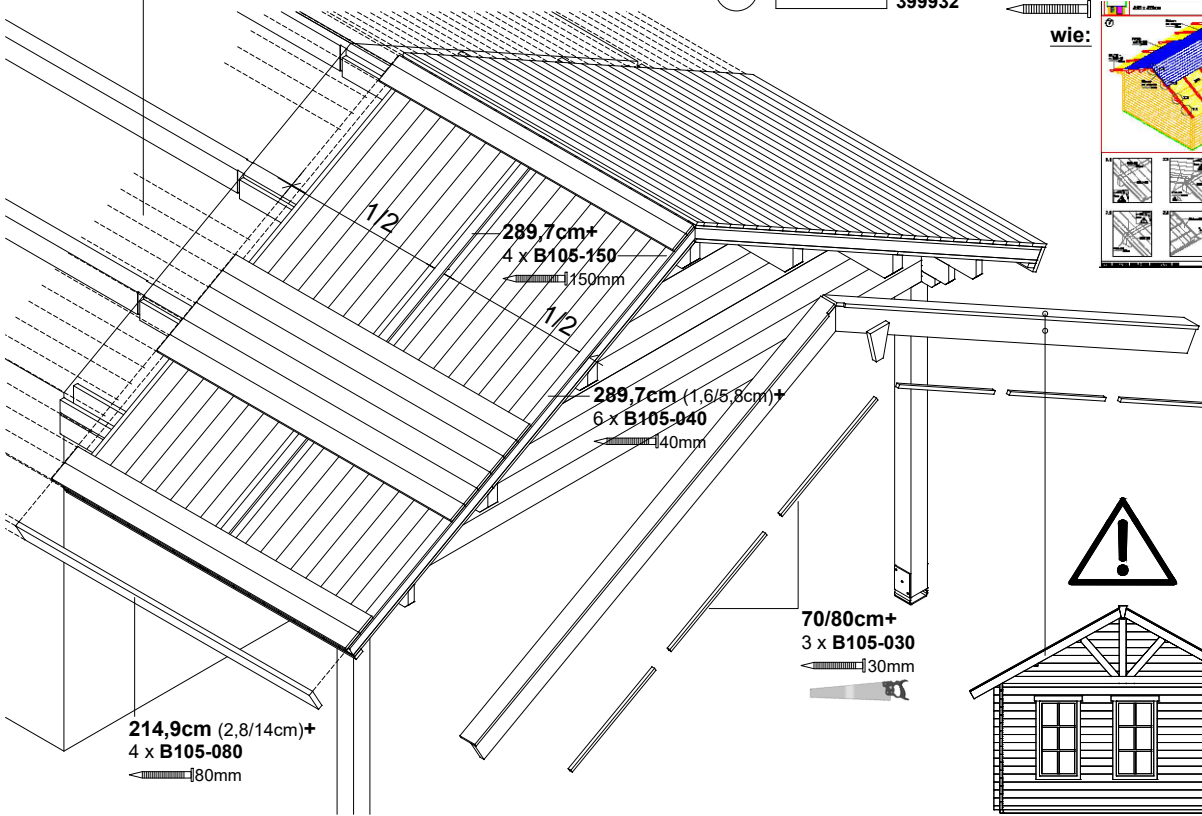 399932
wie:
1/2
289,7cm+
4 x B105-150
150mm
1/2
289,7cm (1,6/5,8cm)+
6 x B105-040
40mm
70/80cm+
3 x B105-030
30mm
214,9cm (2,8/14cm)+
4 x B105-080
80mm